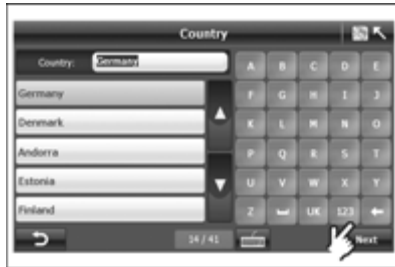 Country
Country: Germany
A B C D E
Germany
F G H I J
Denmark
K L M N O
Andorra
P Q R S T
Estonia
U V W X Y
Finland
Z UK 123
14 / 41
Next